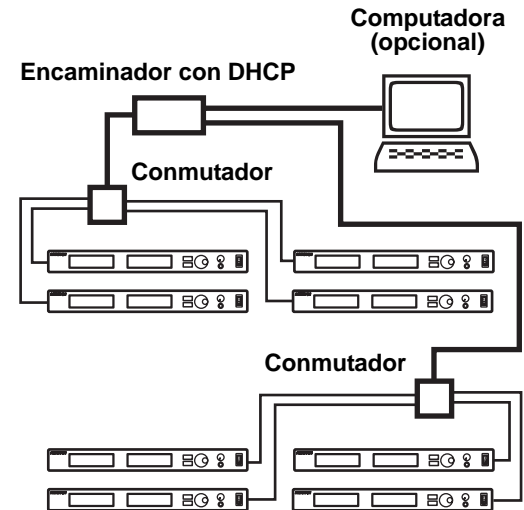 Computadora
(opcional)
Encaminador con DHCP
Conmutador
Conmutador